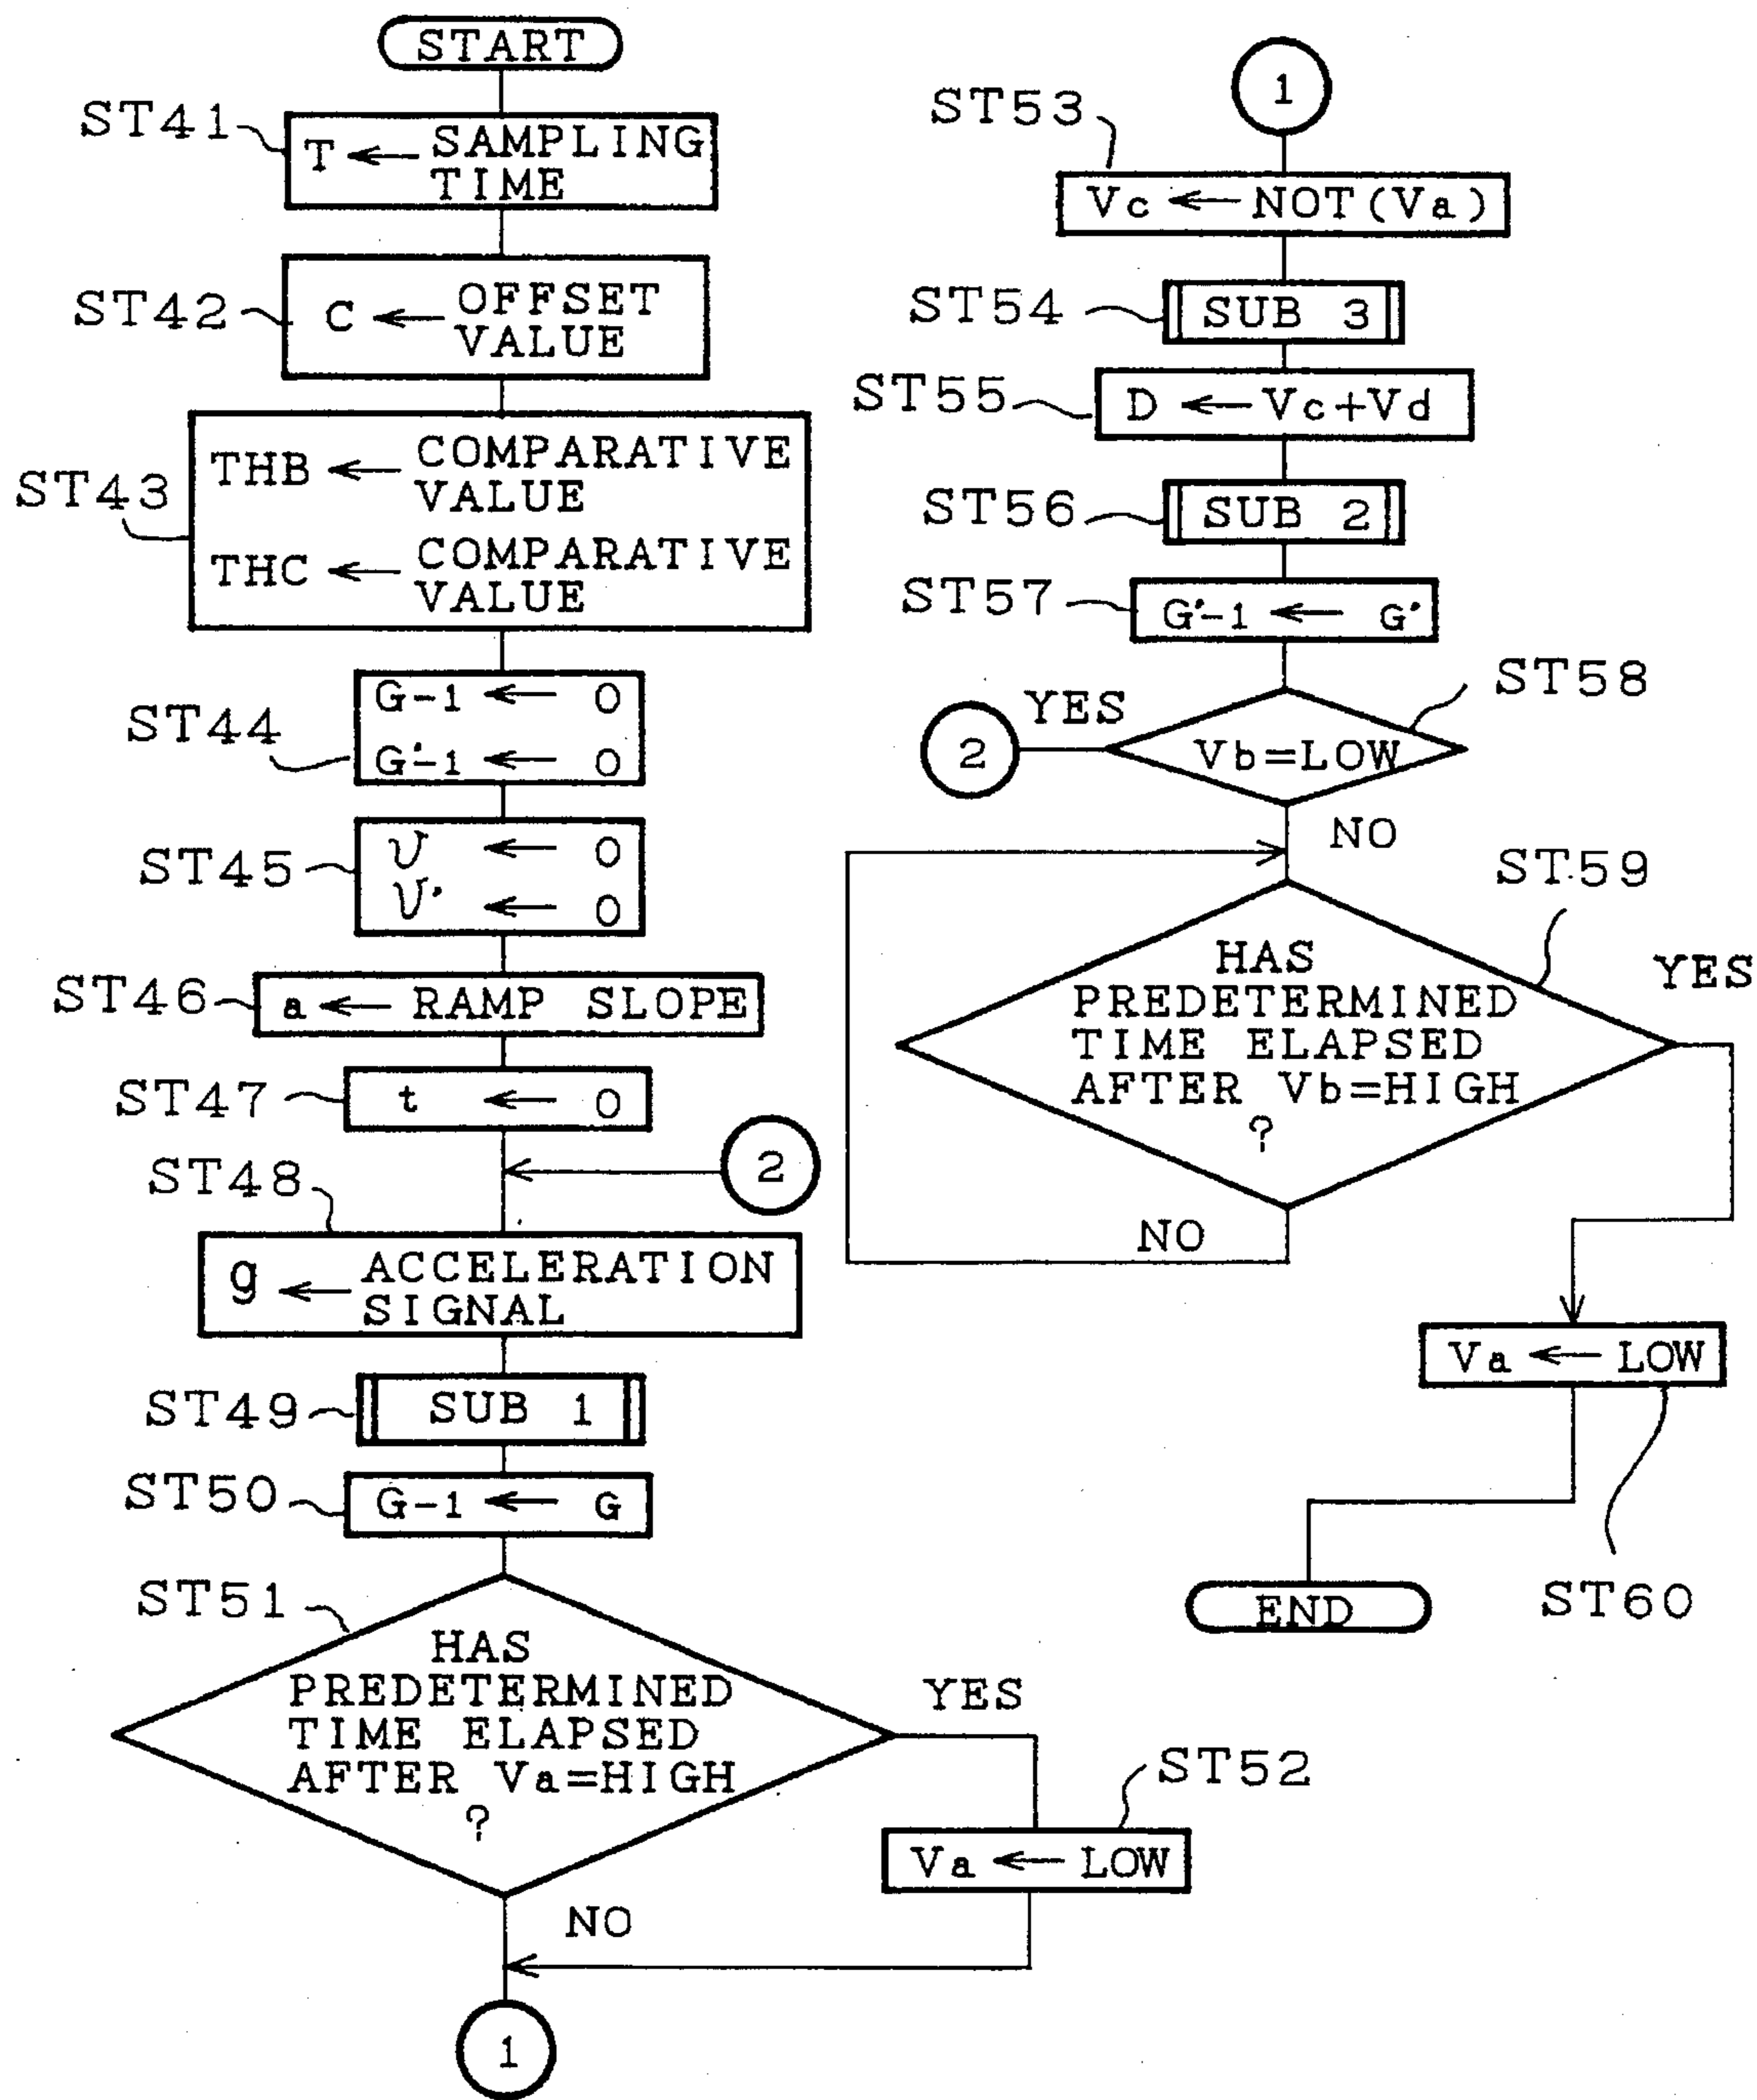 START
ST41
T ← SAMPLING
TIME
ST42
C ← OFFSET
VALUE
ST43
THB ← COMPARATIVE
VALUE
THC ← COMPARATIVE
VALUE
ST44
G-1 ← 0
G'-1 ← 0
ST45
υ ← 0
υ' ← 0
ST46
a ← RAMP SLOPE
ST47
t ← 0
2
ST48
g ← ACCELERATION
SIGNAL
ST49
SUB 1
ST50
G-1 ← G
ST51
HAS
PREDETERMINED
TIME ELAPSED
AFTER Va=HIGH
?
YES
ST52
Va ← LOW
NO
1
1
ST53
Vc ← NOT(Va)
ST54
SUB 3
ST55
D ← Vc+Vd
ST56
SUB 2
ST57
G'-1 ← G'
ST58
YES
2
Vb=LOW
NO
ST59
HAS
PREDETERMINED
TIME ELAPSED
AFTER Vb=HIGH
?
YES
NO
Va ← LOW
ST60
END